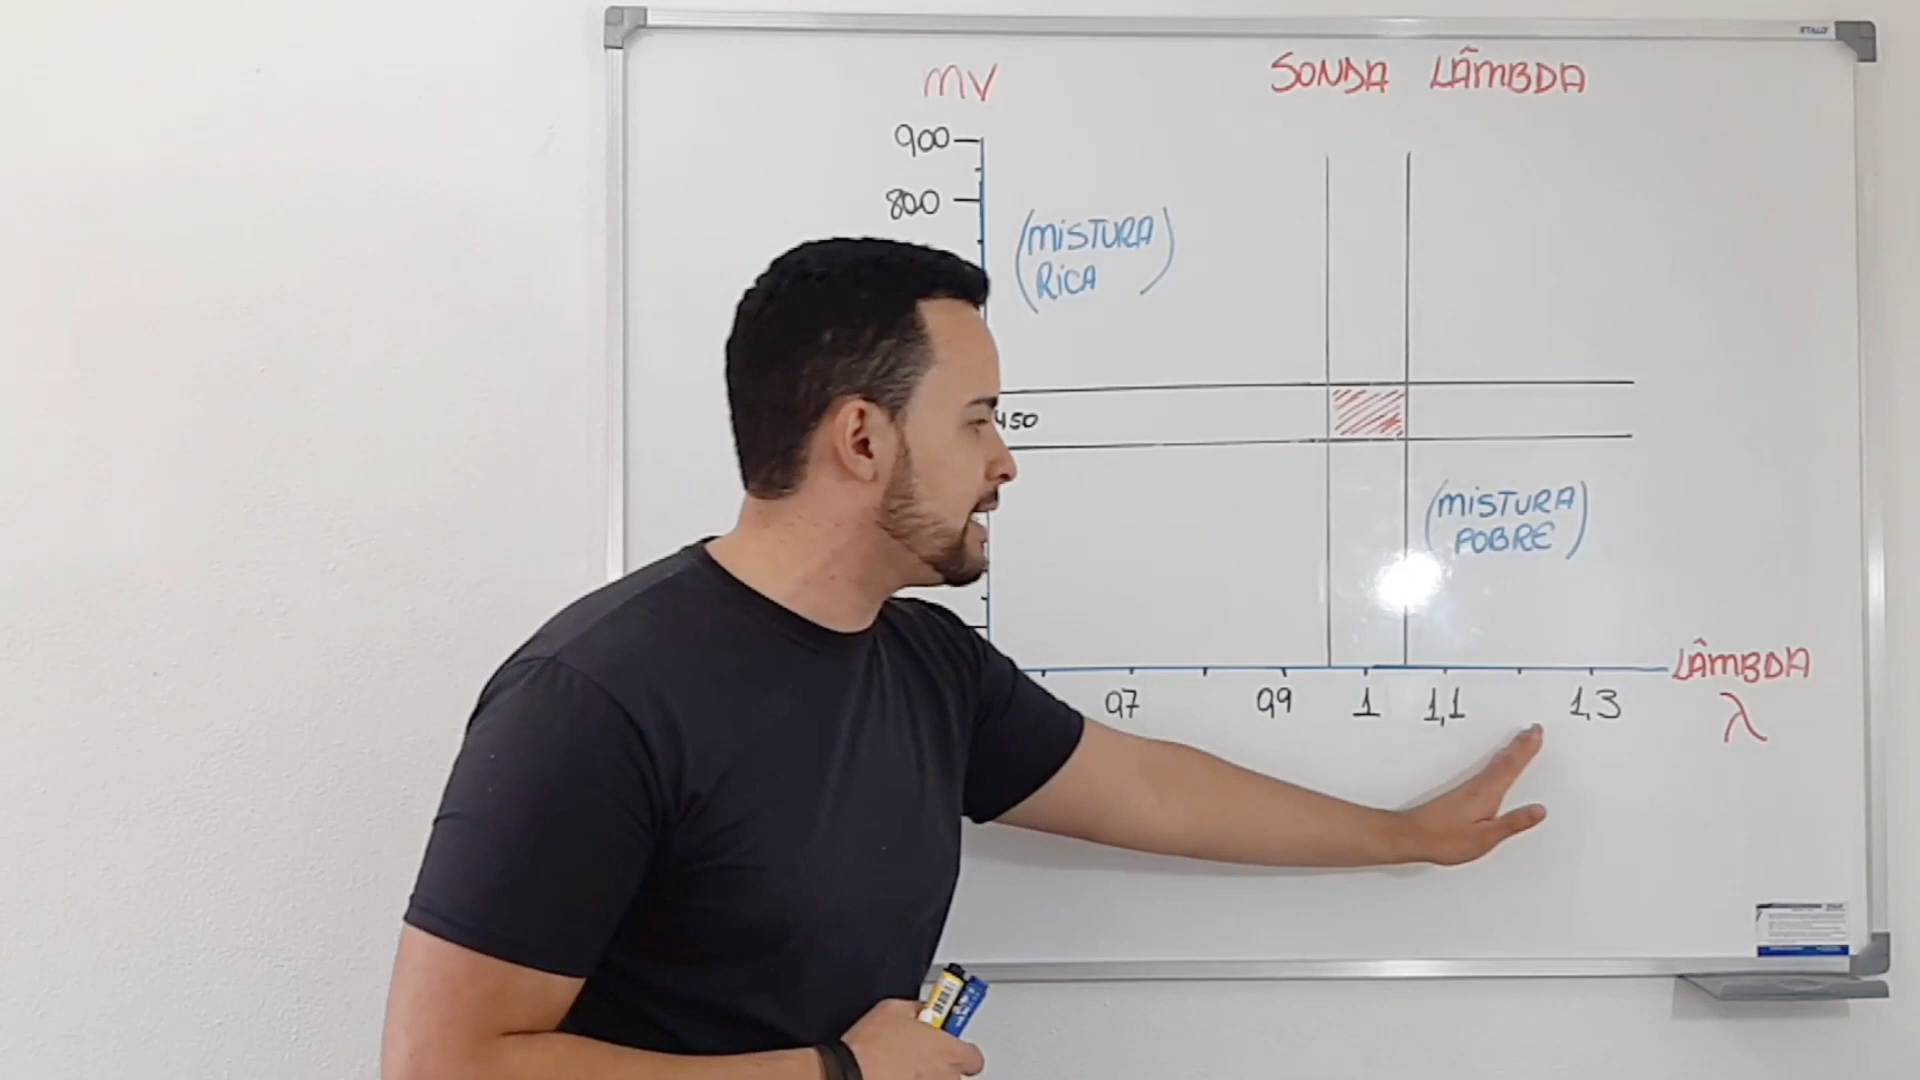 STALO
MV
SONDA LÂMBDA
900
800
(MISTURA
RICA)
450
(MISTURA
POBRE)
0,7
0,9
1
1,1
1,3
LÂMBDA
λ